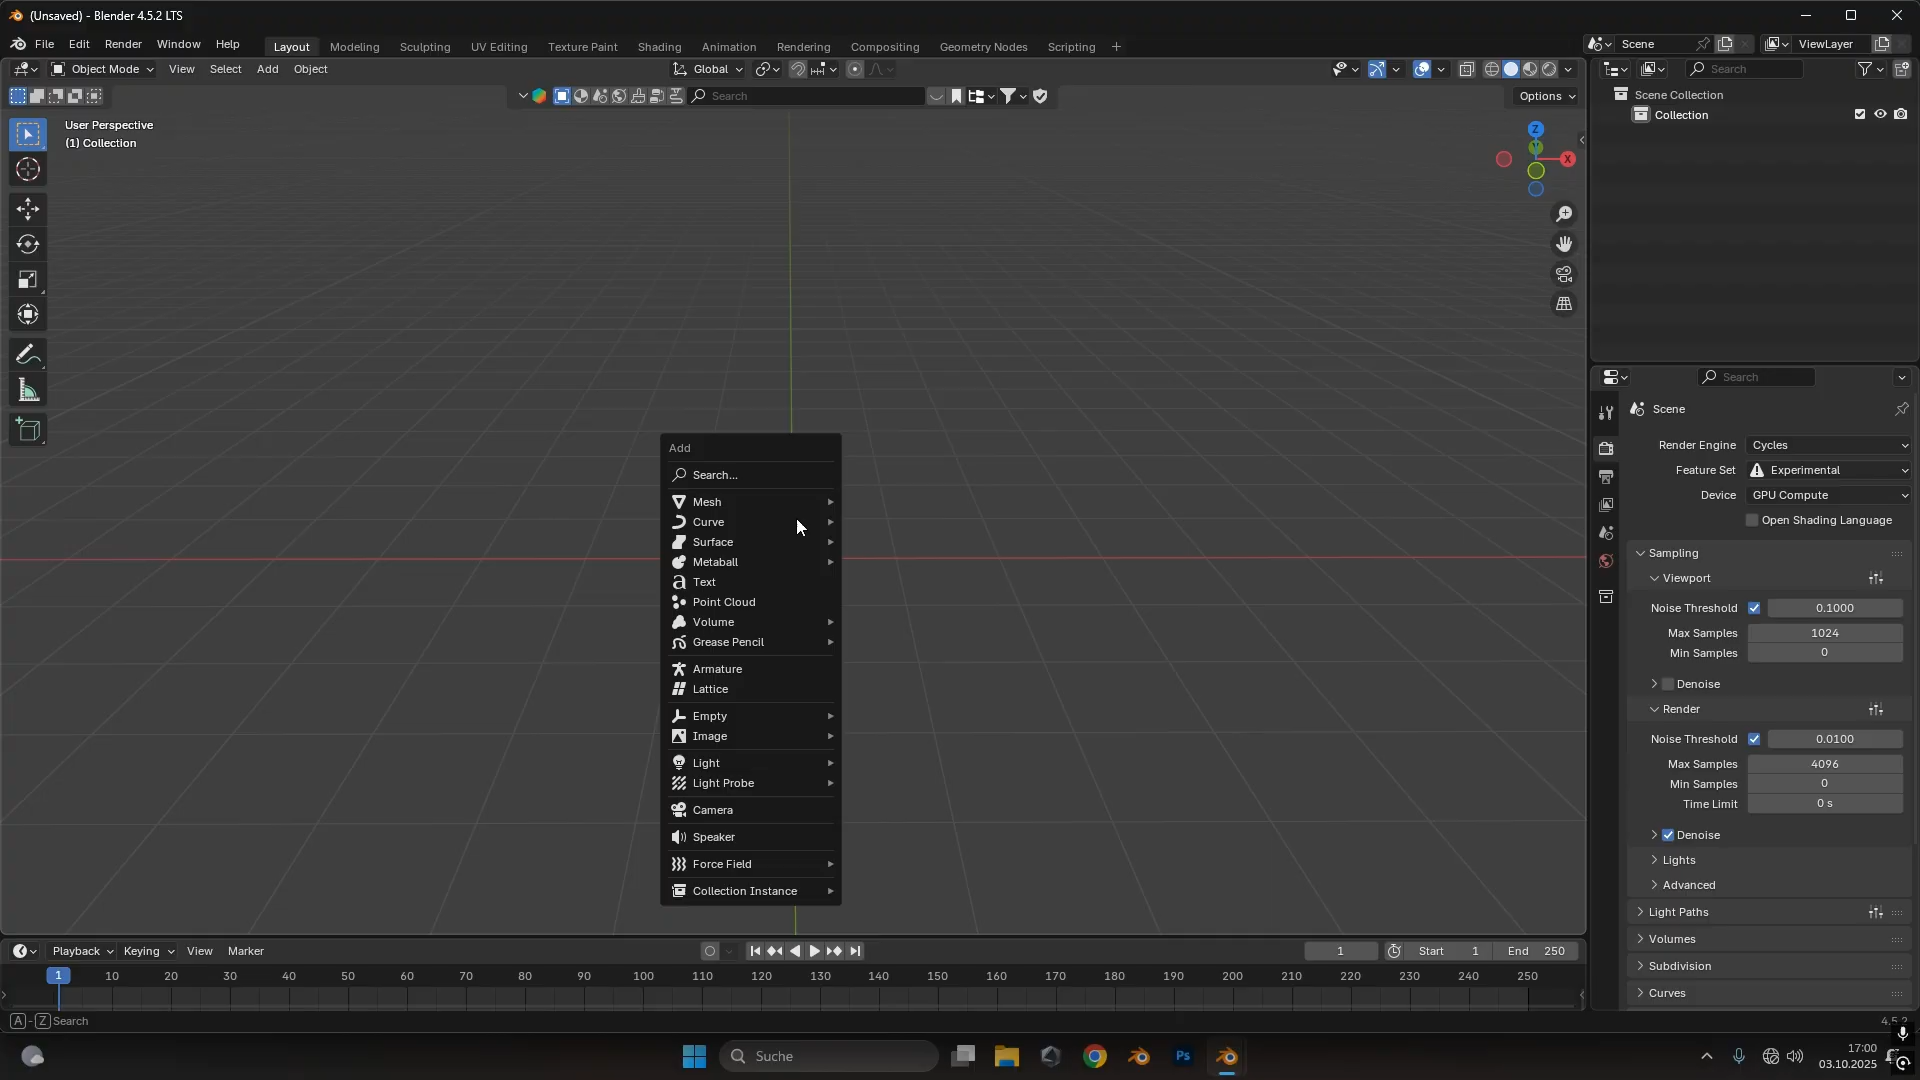 (Unsaved) - Blender 4.5.2 LTS
File Edit Render Window Help
Layout Modeling Sculpting UV Editing Texture Paint Shading Animation Rendering Compositing Geometry Nodes Scripting +
Scene
ViewLayer
Object Mode View Select Add Object
Global
Search
Options
User Perspective
(1) Collection
Z
Y
X
Search
Scene Collection
Collection
Add
Search...
Mesh
Curve
Surface
Metaball
Text
Point Cloud
Volume
Grease Pencil
Armature
Lattice
Empty
Image
Light
Light Probe
Camera
Speaker
Force Field
Collection Instance
Search
Scene
Render Engine Cycles
Feature Set Experimental
Device GPU Compute
Open Shading Language
Sampling
Viewport
Noise Threshold 0.1000
Max Samples 1024
Min Samples 0
Denoise
Render
Noise Threshold 0.0100
Max Samples 4096
Min Samples 0
Time Limit 0 s
Denoise
Lights
Advanced
Light Paths
Volumes
Subdivision
Curves
Playback Keying View Marker
1 Start 1 End 250
1 10 20 30 40 50 60 70 80 90 100 110 120 130 140 150 160 170 180 190 200 210 220 230 240 250
A - Z Search
4.5.2
Suche
Ps
17:00
03.10.2025